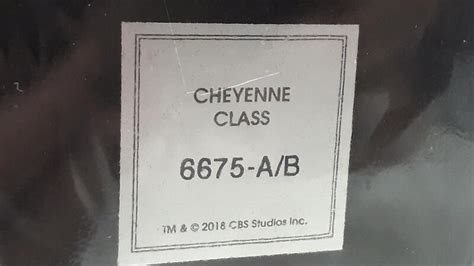 CHEYENNE
CLASS
6675-A/B
TM & © 2018 CBS Studios Inc.